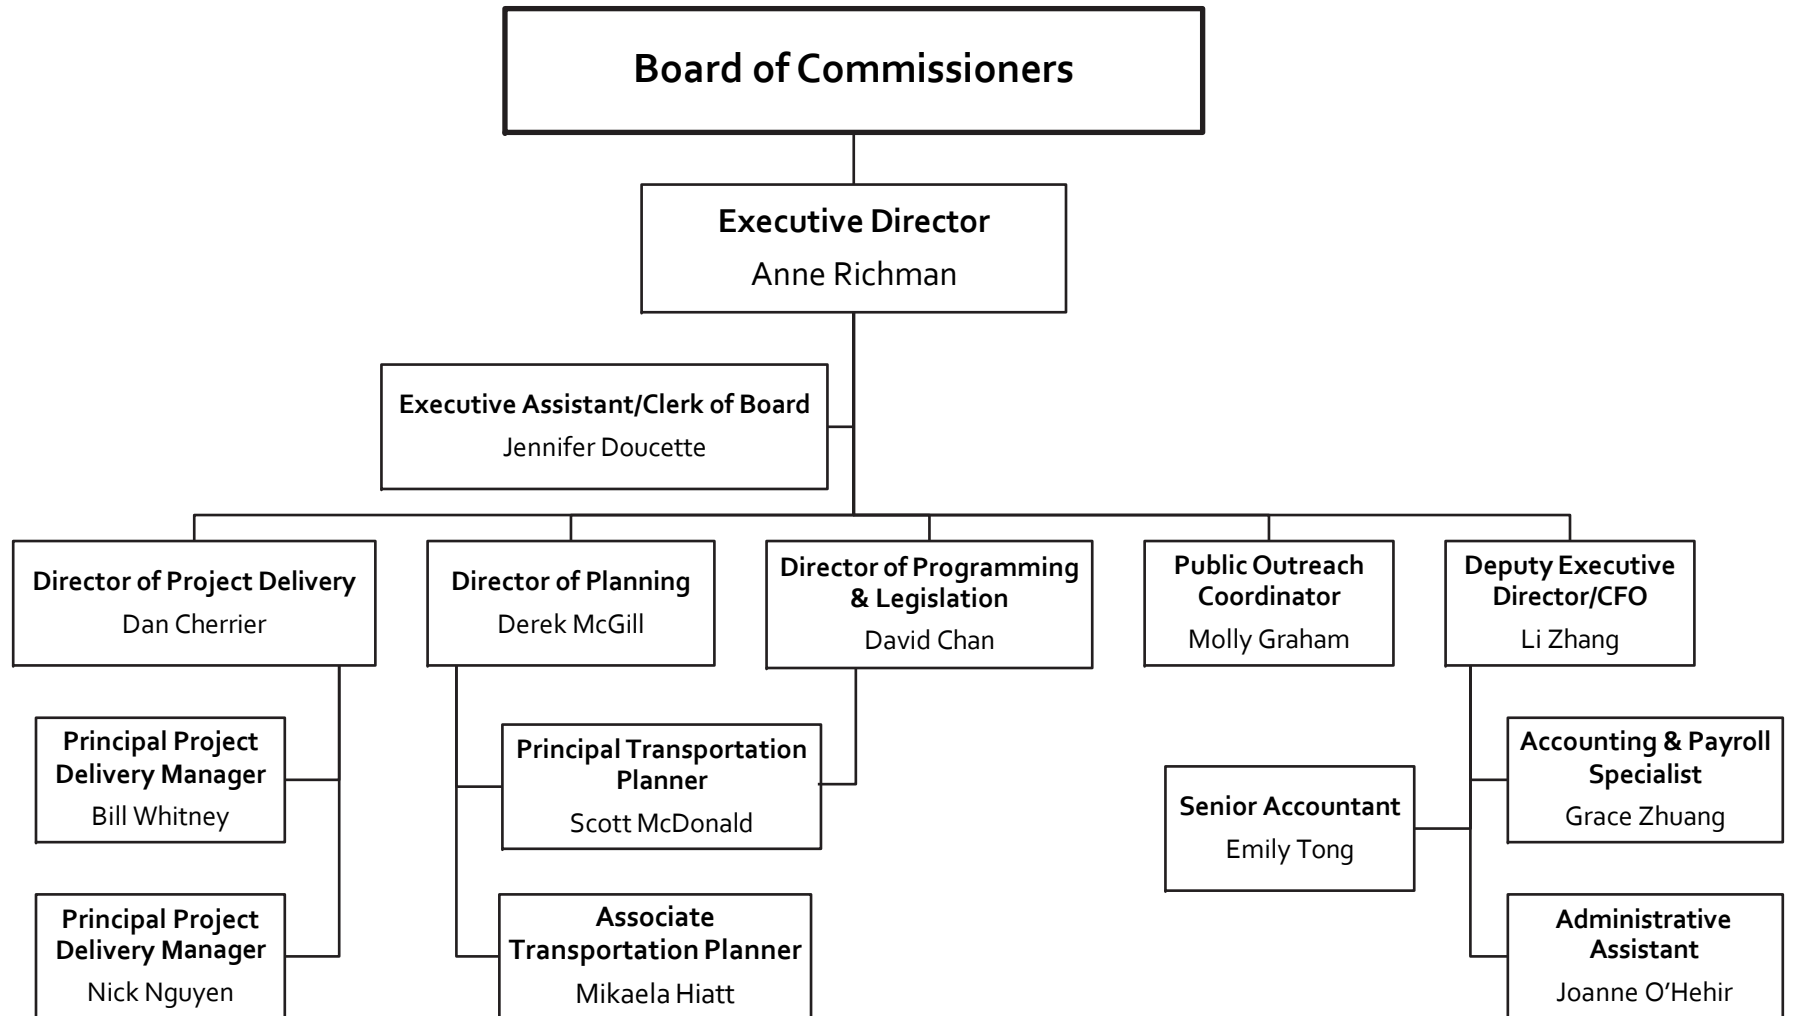 Board of Commissioners
Executive Director
Anne Richman
Executive Assistant/Clerk of Board
Jennifer Doucette
Director of Project Delivery
Dan Cherrier
Director of Planning
Derek McGill
Director of Programming
& Legislation
David Chan
Public Outreach
Coordinator
Molly Graham
Deputy Executive
Director/CFO
Li Zhang
Principal Project
Delivery Manager
Bill Whitney
Principal Transportation
Planner
Scott McDonald
Senior Accountant
Emily Tong
Accounting & Payroll
Specialist
Grace Zhuang
Principal Project
Delivery Manager
Nick Nguyen
Associate
Transportation Planner
Mikaela Hiatt
Administrative
Assistant
Joanne O’Hehir